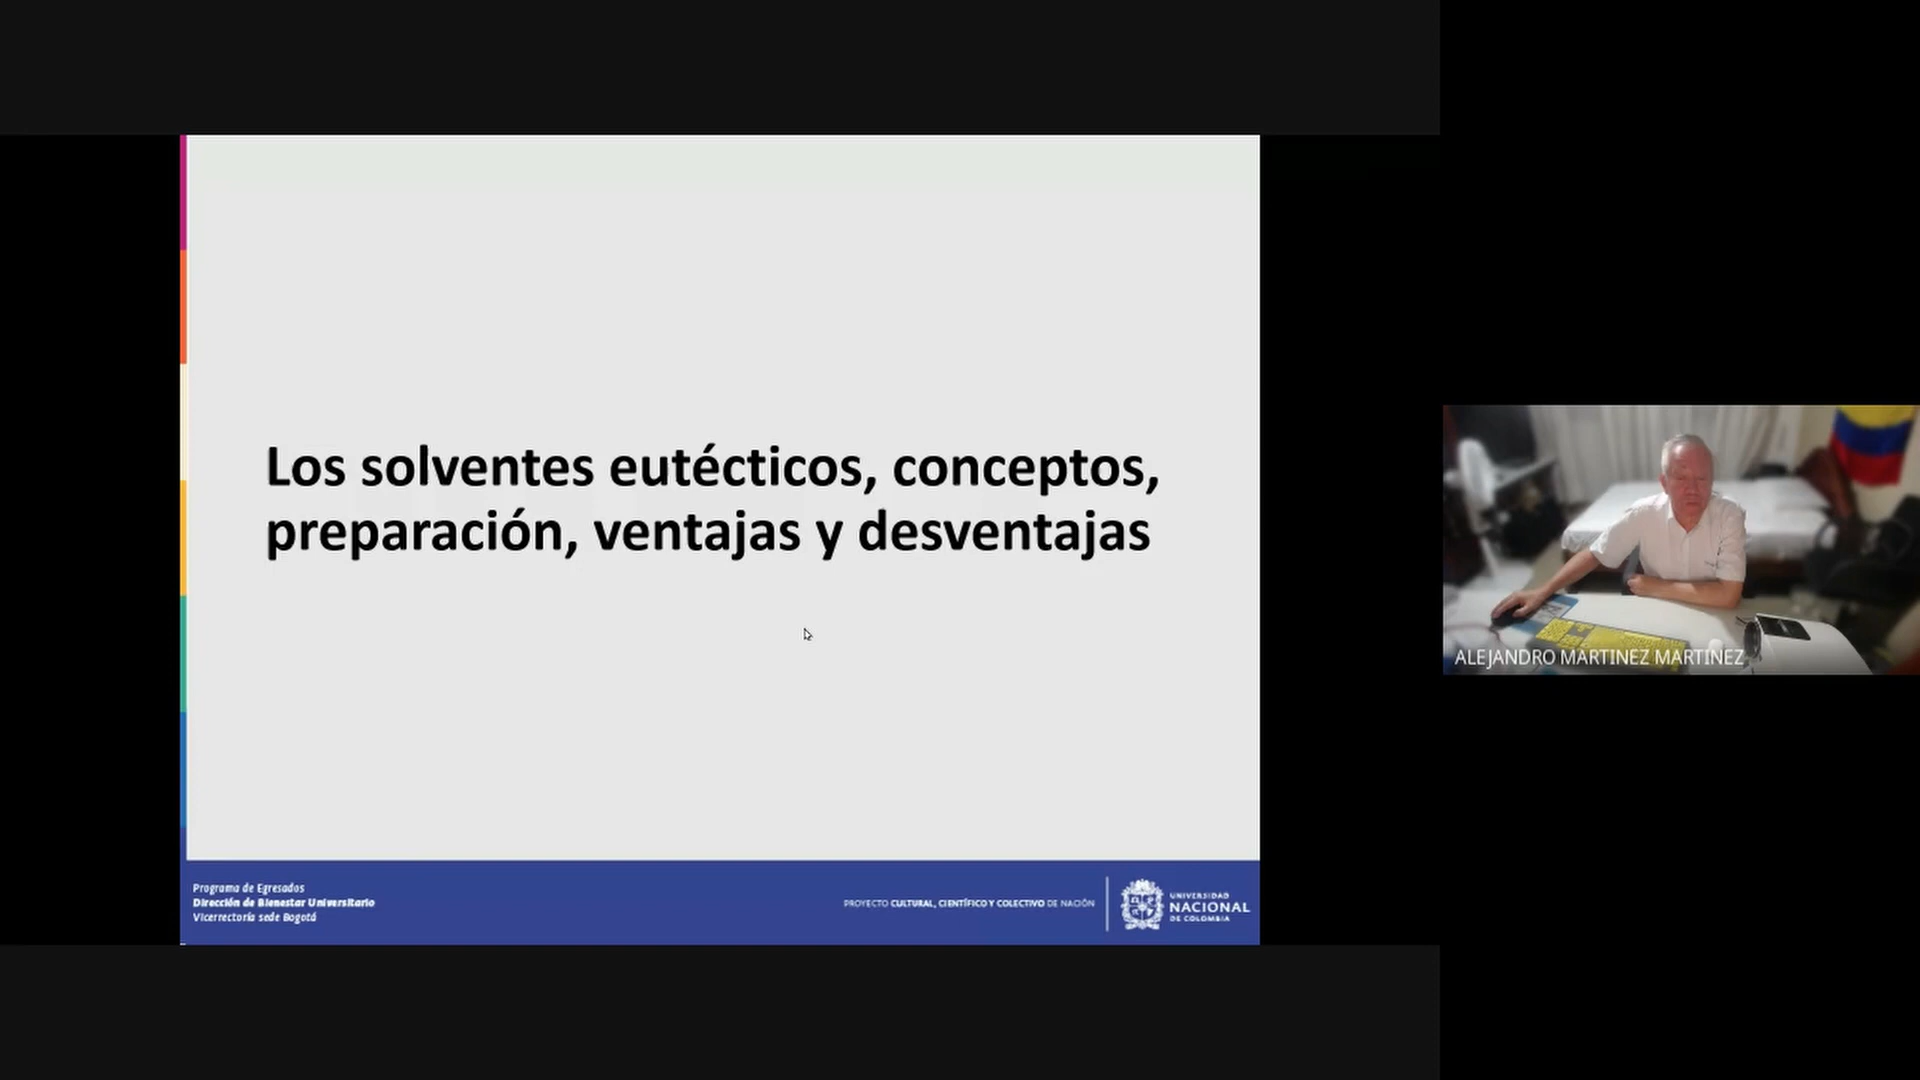 Los solventes eutécticos, conceptos,
preparación, ventajas y desventajas
Programa de Egresados
Dirección de Bienestar Universitario
Vicerrectoría sede Bogotá
PROYECTO CULTURAL, CIENTÍFICO Y COLECTIVO DE NACIÓN
UNIVERSIDAD
NACIONAL
DE COLOMBIA
ALEJANDRO MARTINEZ MARTINEZ